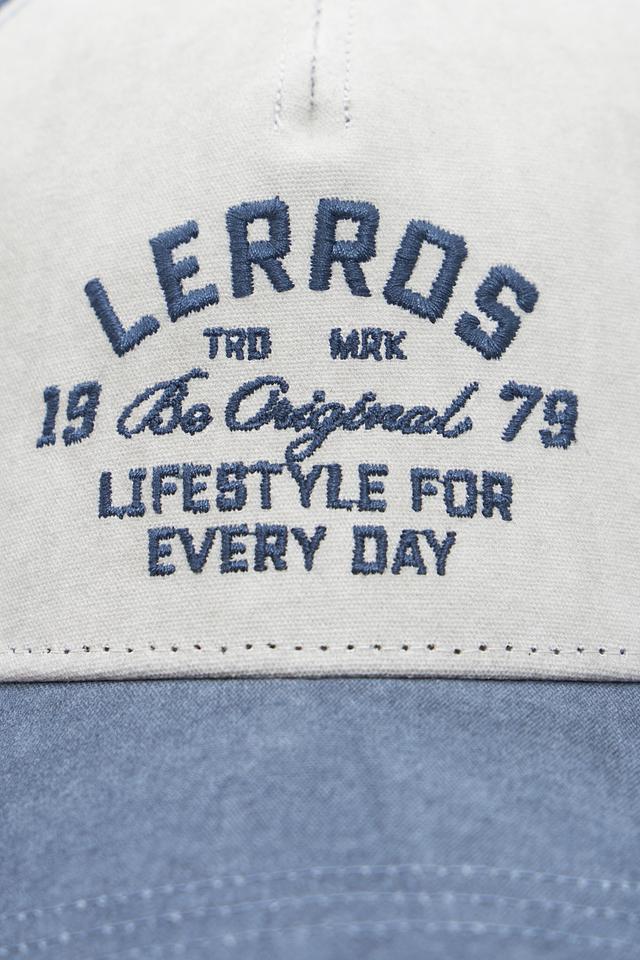 LERROS
TRD MRK
19 Be Original 79
LIFESTYLE FOR
EVERY DAY